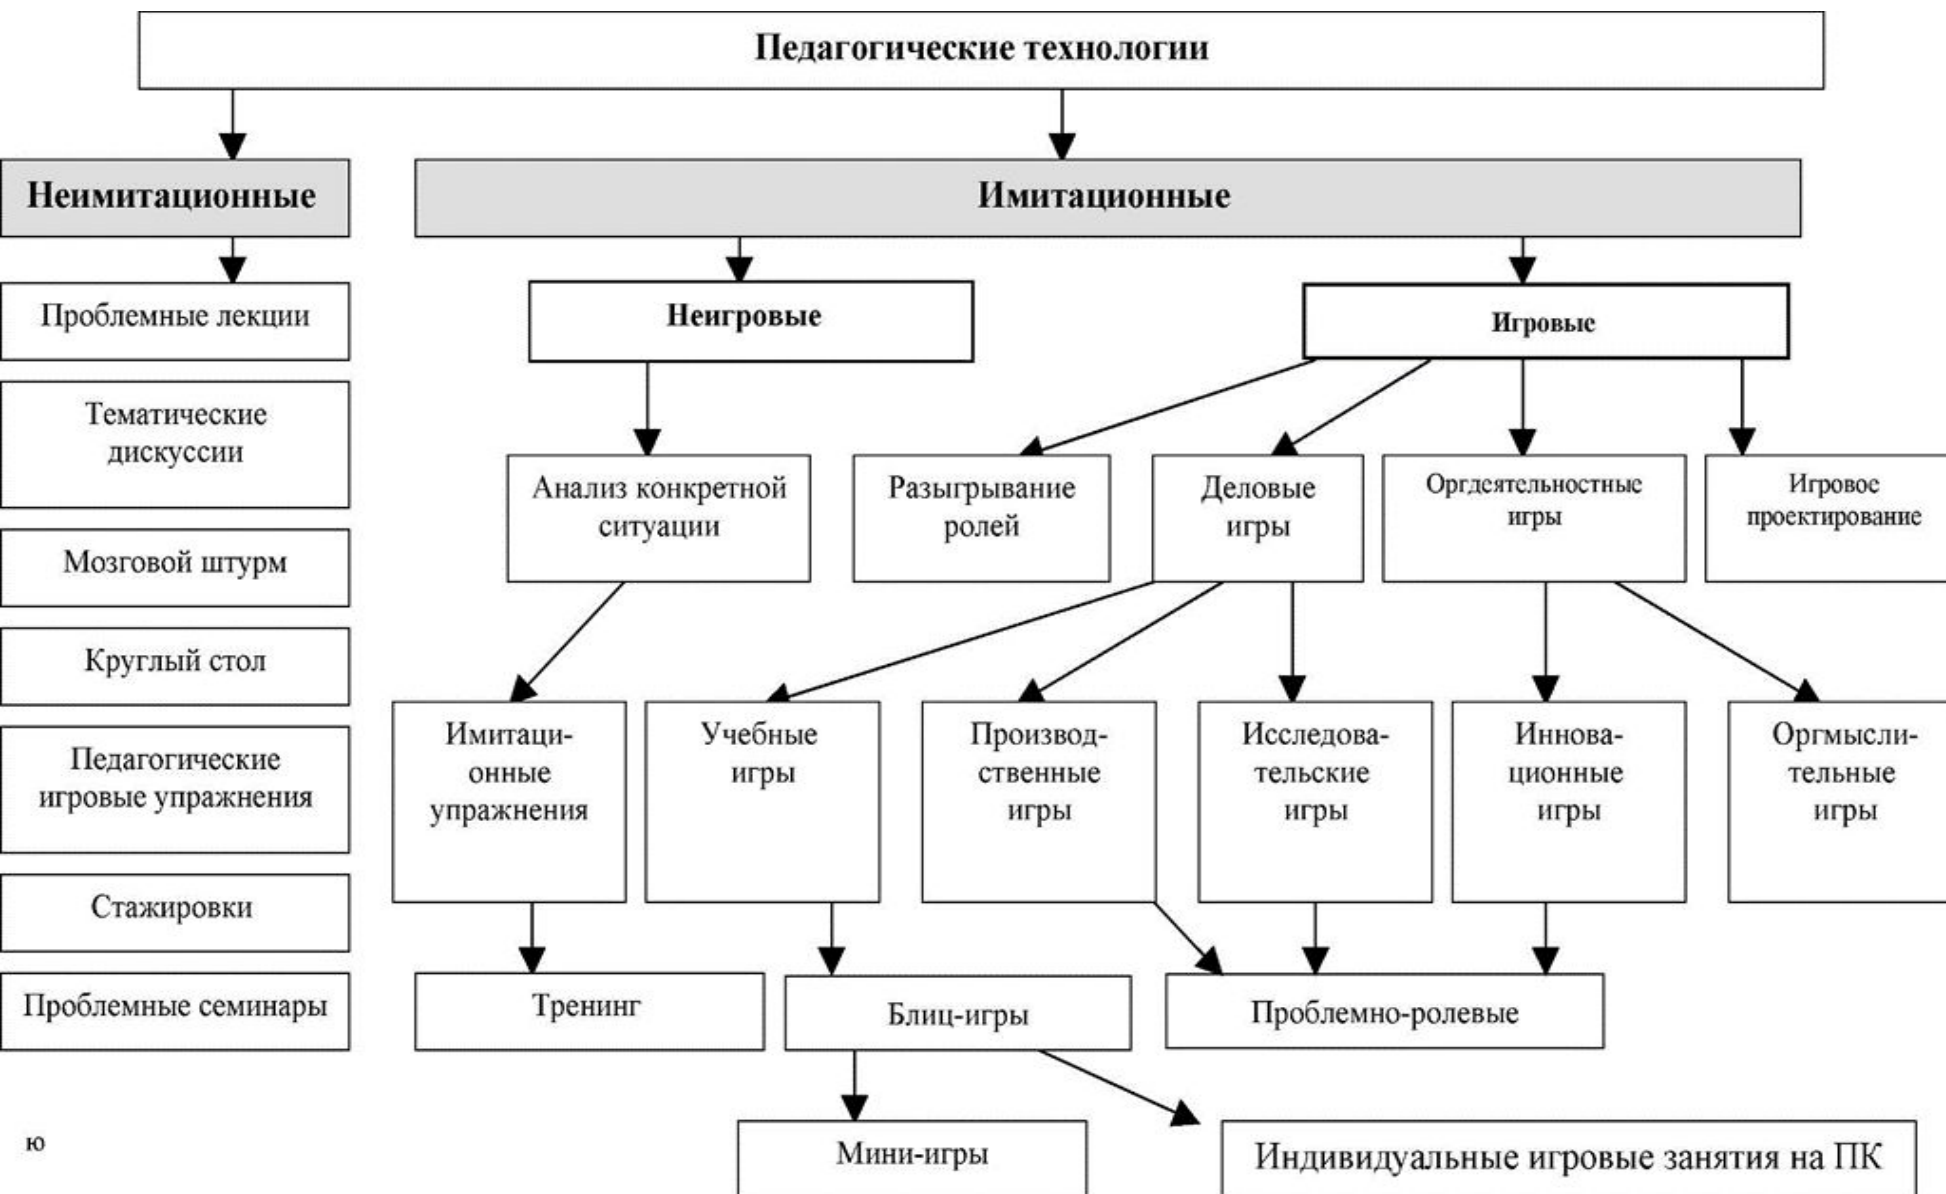 Педагогические технологии
Неимитационные
Имитационные
Проблемные лекции
Неигровые
Игровые
Тематические
дискуссии
Анализ конкретной
ситуации
Разыгрывание
ролей
Деловые
игры
Оргдеятельностные
игры
Игровое
проектирование
Мозговой штурм
Круглый стол
Педагогические
игровые упражнения
Имитаци-
онные
упражнения
Учебные
игры
Производ-
ственные
игры
Исследова-
тельские
игры
Иннова-
ционные
игры
Оргмысли-
тельные
игры
Стажировки
Проблемные семинары
Тренинг
Блиц-игры
Проблемно-ролевые
ю
Мини-игры
Индивидуальные игровые занятия на ПК